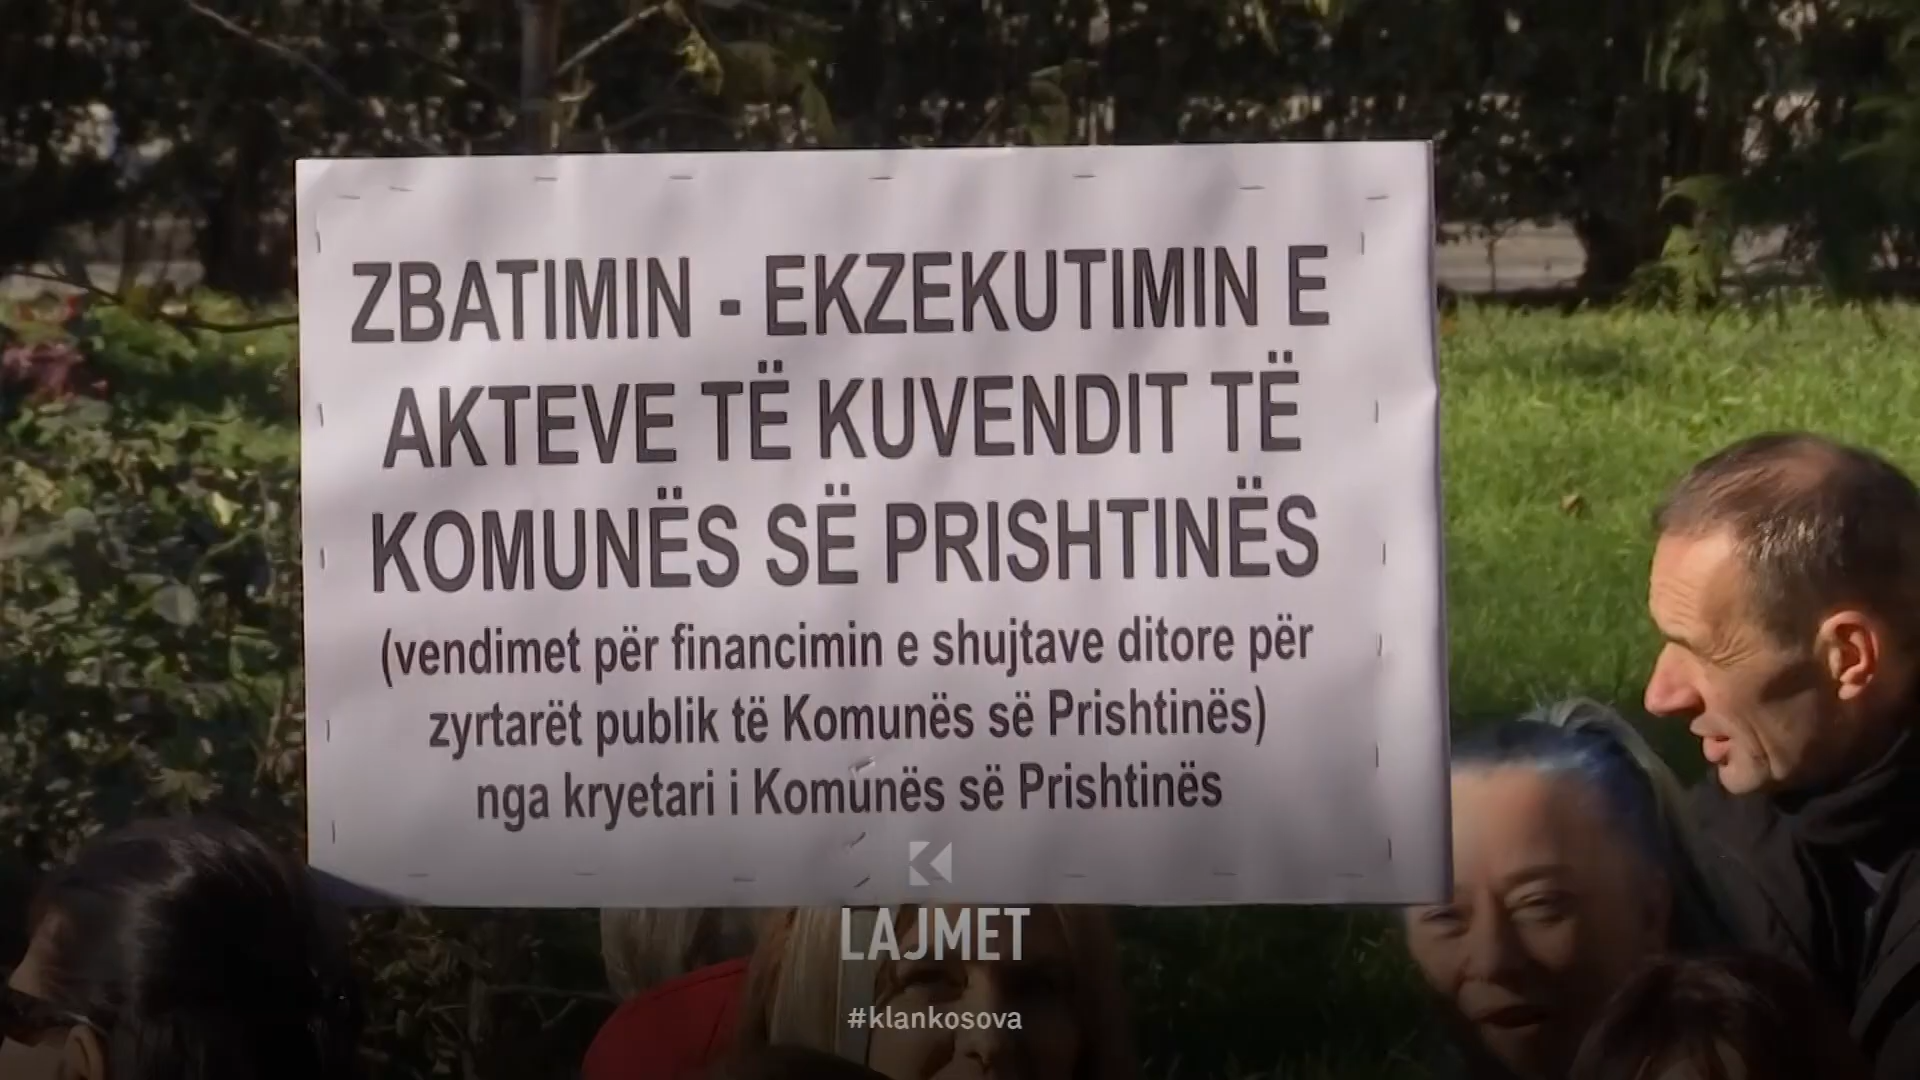 ZBATIMIN - EKZEKUTIMIN E
AKTEVE TË KUVENDIT TË
KOMUNËS SË PRISHTINËS
(vendimet për financimin e shujtave ditore për
zyrtarët publik të Komunës së Prishtinës)
nga kryetari i Komunës së Prishtinës
LAJMET
#klankosova